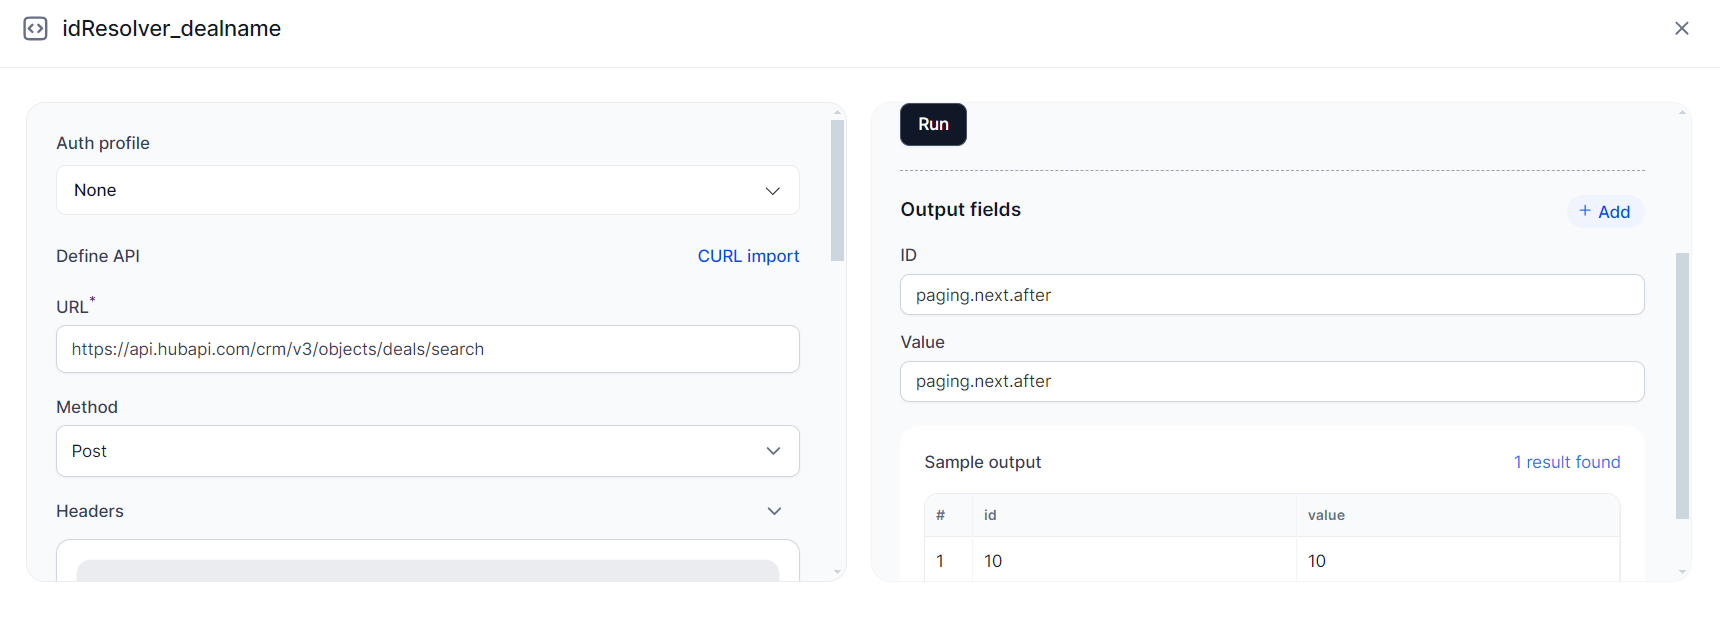 idResolver_dealname
Auth profile
None
Define API
CURL import
URL*
https://api.hubapi.com/crm/v3/objects/deals/search
Method
Post
Headers
Run
Output fields
+ Add
ID
paging.next.after
Value
paging.next.after
Sample output
1 result found
# id value
1 10 10